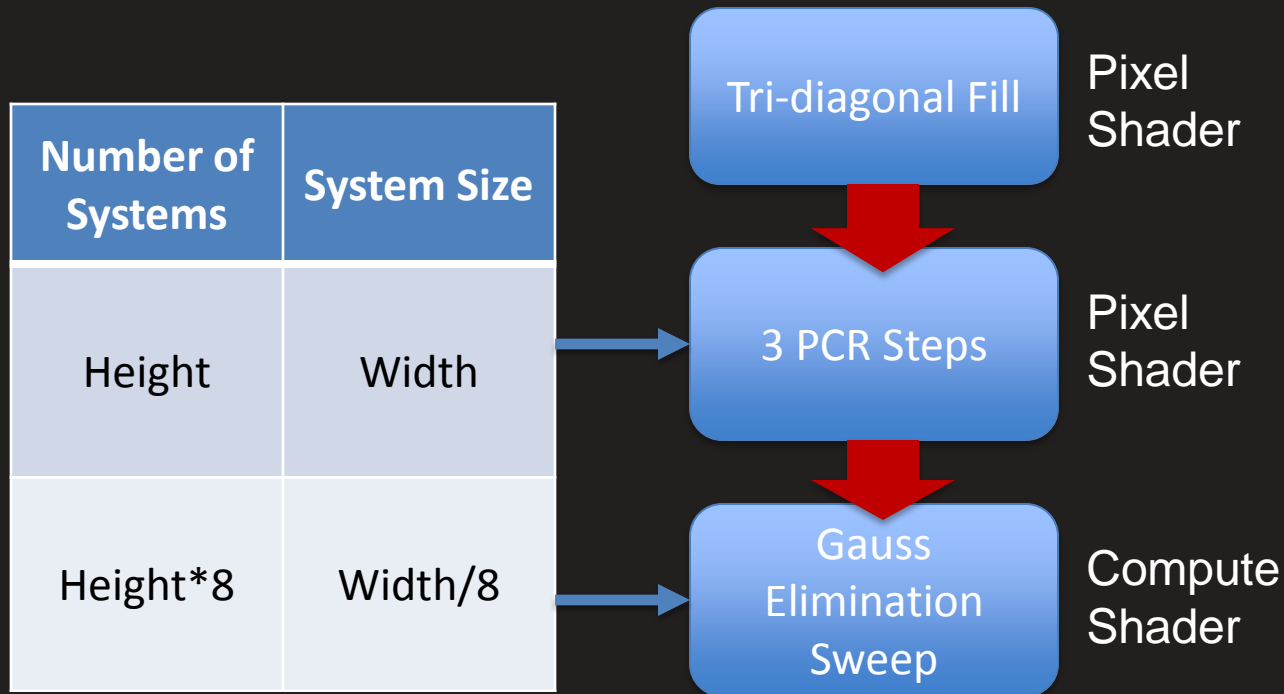 Number of
Systems
System Size
Height
Width
Height*8
Width/8
Tri-diagonal Fill
Pixel
Shader
3 PCR Steps
Pixel
Shader
Gauss
Elimination
Sweep
Compute
Shader